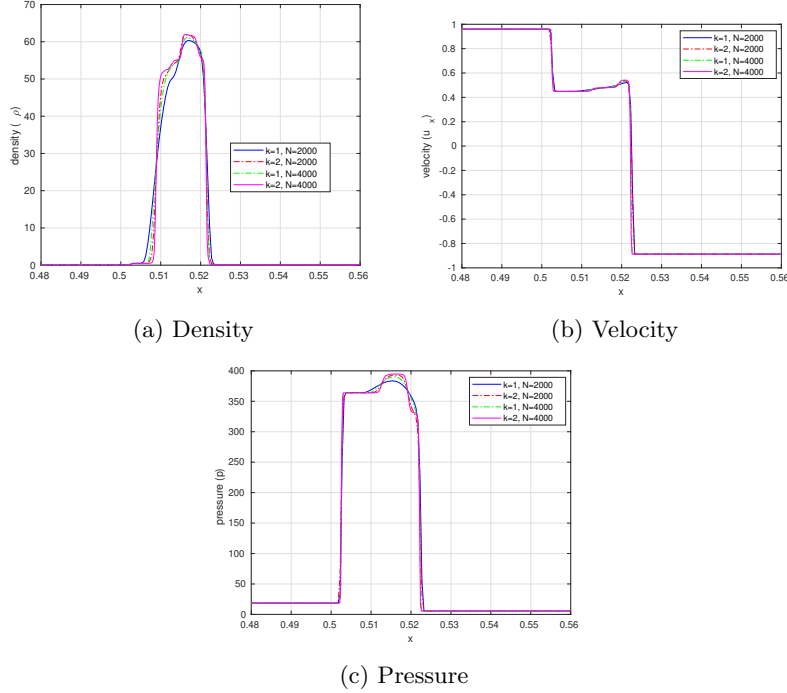 70
60
50
40
30
20
10
0
density ( ρ)
k=1, N=2000
k=2, N=2000
k=1, N=4000
k=2, N=4000
0.48 0.49 0.5 0.51 0.52 0.53 0.54 0.55 0.56
x
(a) Density
1
0.8
0.6
0.4
0.2
0
-0.2
-0.4
-0.6
-0.8
-1
velocity (u x)
k=1, N=2000
k=2, N=2000
k=1, N=4000
k=2, N=4000
0.48 0.49 0.5 0.51 0.52 0.53 0.54 0.55 0.56
x
(b) Velocity
400
350
300
250
200
150
100
50
0
pressure (p)
k=1, N=2000
k=2, N=2000
k=1, N=4000
k=2, N=4000
0.48 0.49 0.5 0.51 0.52 0.53 0.54 0.55 0.56
x
(c) Pressure